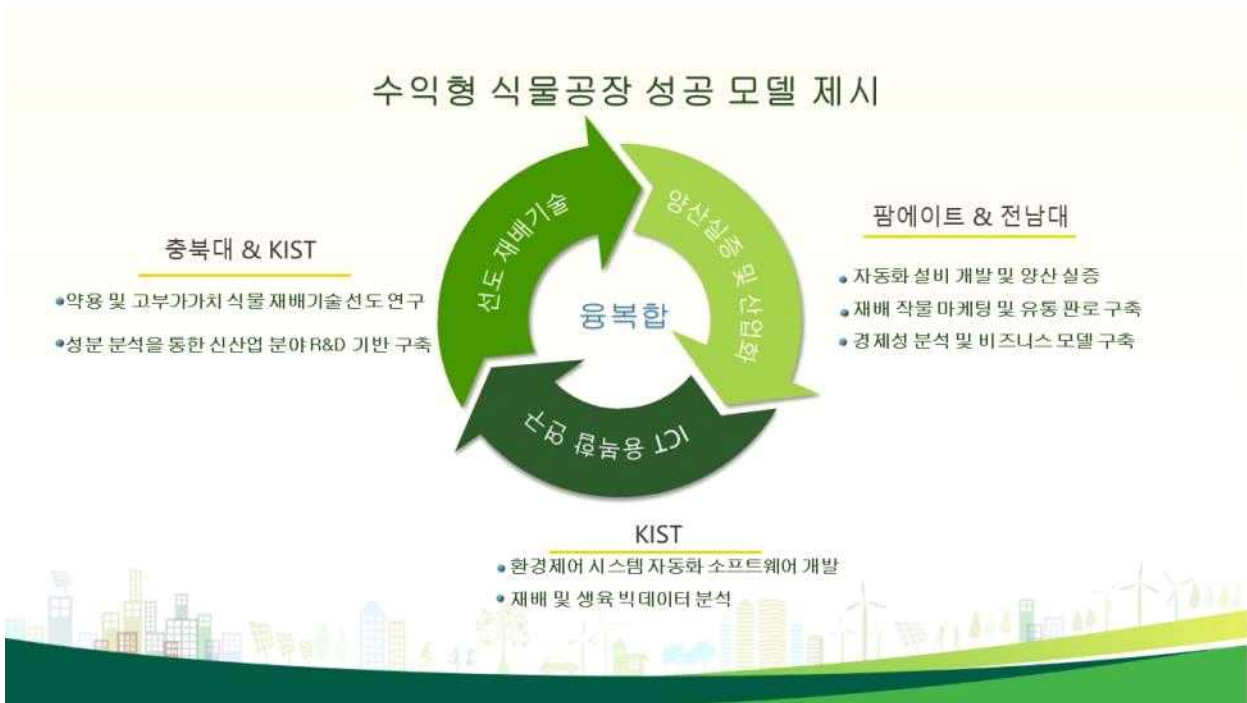 수익형 식물공장 성공 모델 제시
선도 재배기술
양산실증 및 산업화
ICT 융복합 연구
융복합
충북대 & KIST
•약용 및 고부가가치 식물 재배기술 선도 연구
•성분 분석을 통한 신산업 분야 R&D 기반 구축
팜에이트 & 전남대
• 자동화 설비 개발 및 양산 실증
• 재배 작물 마케팅 및 유통 판로 구축
• 경제성 분석 및 비즈니스 모델 구축
KIST
• 환경제어 시스템 자동화 소프트웨어 개발
• 재배 및 생육 빅데이터 분석